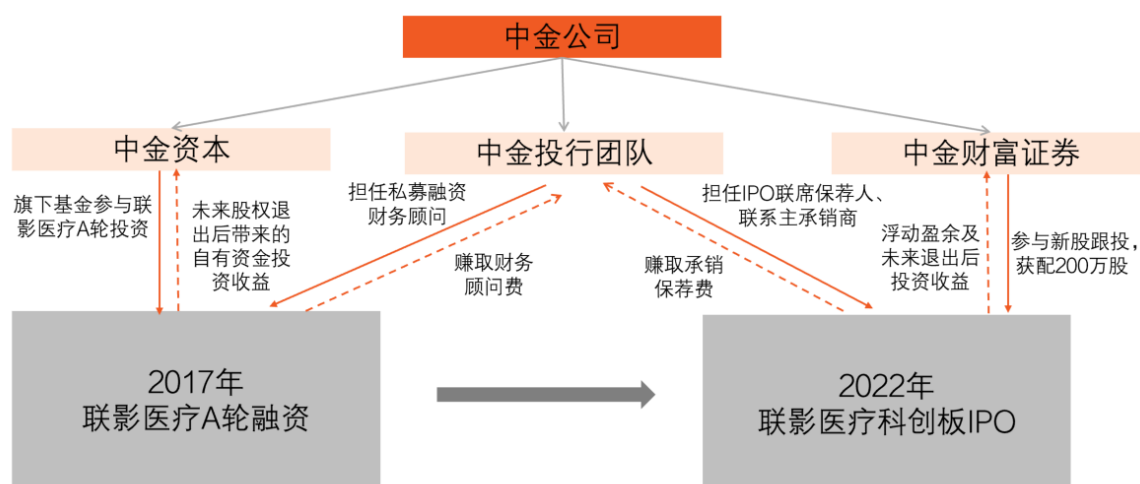 中金公司
中金资本
中金投行团队
中金财富证券
旗下基金参与联
影医疗A轮投资
未来股权退
出后带来的
自有资金投
资收益
担任私募融资
财务顾问
赚取财务
顾问费
担任IPO联席保荐人、
联系主承销商
赚取承销
保荐费
浮动盈余及
未来退出后
投资收益
参与新股跟投，
获配200万股
2017年
联影医疗A轮融资
2022年
联影医疗科创板IPO